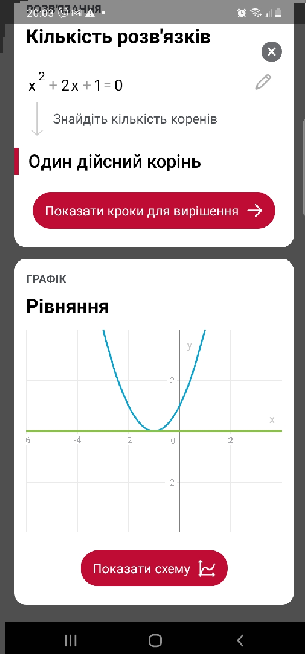 20:03
РОЗВ'ЯЗАННЯ
Кількість розв'язків
x² + 2x + 1 = 0
Знайдіть кількість коренів
Один дійсний корінь
Показати кроки для вирішення
ГРАФІК
Рівняння
y
2
x
6 -4 2 0 2
2
Показати схему